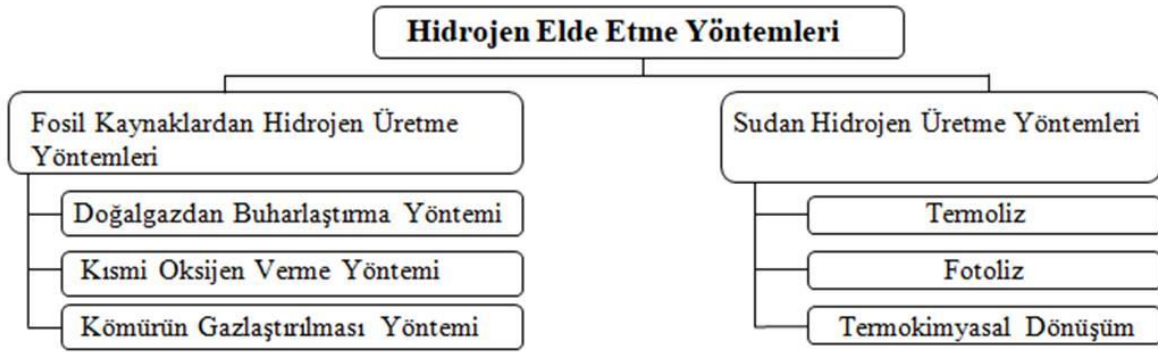 Hidrojen Elde Etme Yöntemleri
Fosil Kaynaklardan Hidrojen Üretme
Yöntemleri
Doğalgazdan Buharlaştırma Yöntemi
Kısmi Oksijen Verme Yöntemi
Kömürün Gazlaştırılması Yöntemi
Sudan Hidrojen Üretme Yöntemleri
Termoliz
Fotoliz
Termokimyasal Dönüşüm